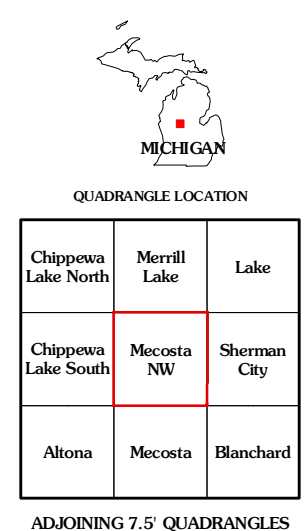 MICHIGAN
QUADRANGLE LOCATION
Chippewa
Lake North
Merrill
Lake
Lake
Chippewa
Lake South
Mecosta
NW
Sherman
City
Altona
Mecosta
Blanchard
ADJOINING 7.5' QUADRANGLES